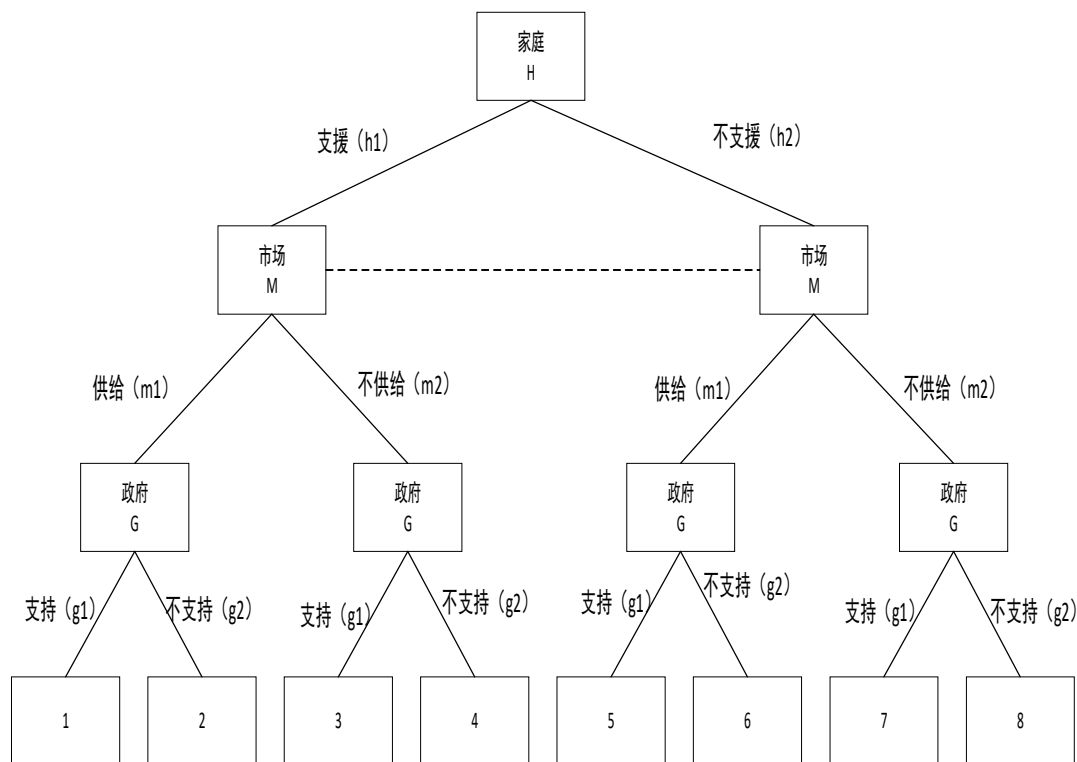 家庭
H
支援（h1）
不支援（h2）
市场
M
市场
M
供给（m1）
不供给（m2）
供给（m1）
不供给（m2）
政府
G
政府
G
政府
G
政府
G
支持（g1）
不支持（g2）
支持（g1）
不支持（g2）
支持（g1）
不支持（g2）
支持（g1）
不支持（g2）
1
2
3
4
5
6
7
8